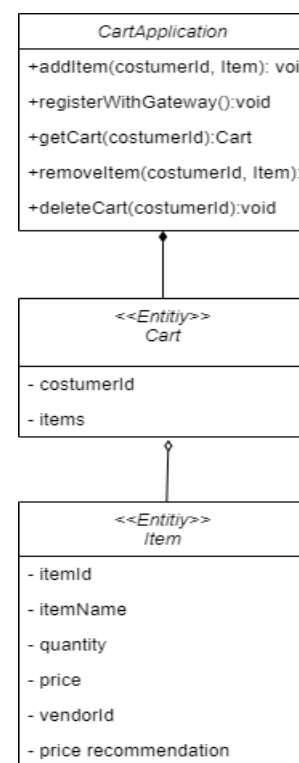 CartApplication
+addItem(costumerId, Item): voi
+registerWithGateway():void
+getCart(costumerId):Cart
+removeItem(costumerId, Item):
+deleteCart(costumerId):void
<<Entitiy>>
Cart
- costumerId
- items
<<Entitiy>>
Item
- itemId
- itemName
- quantity
- price
- vendorId
- price recommendation